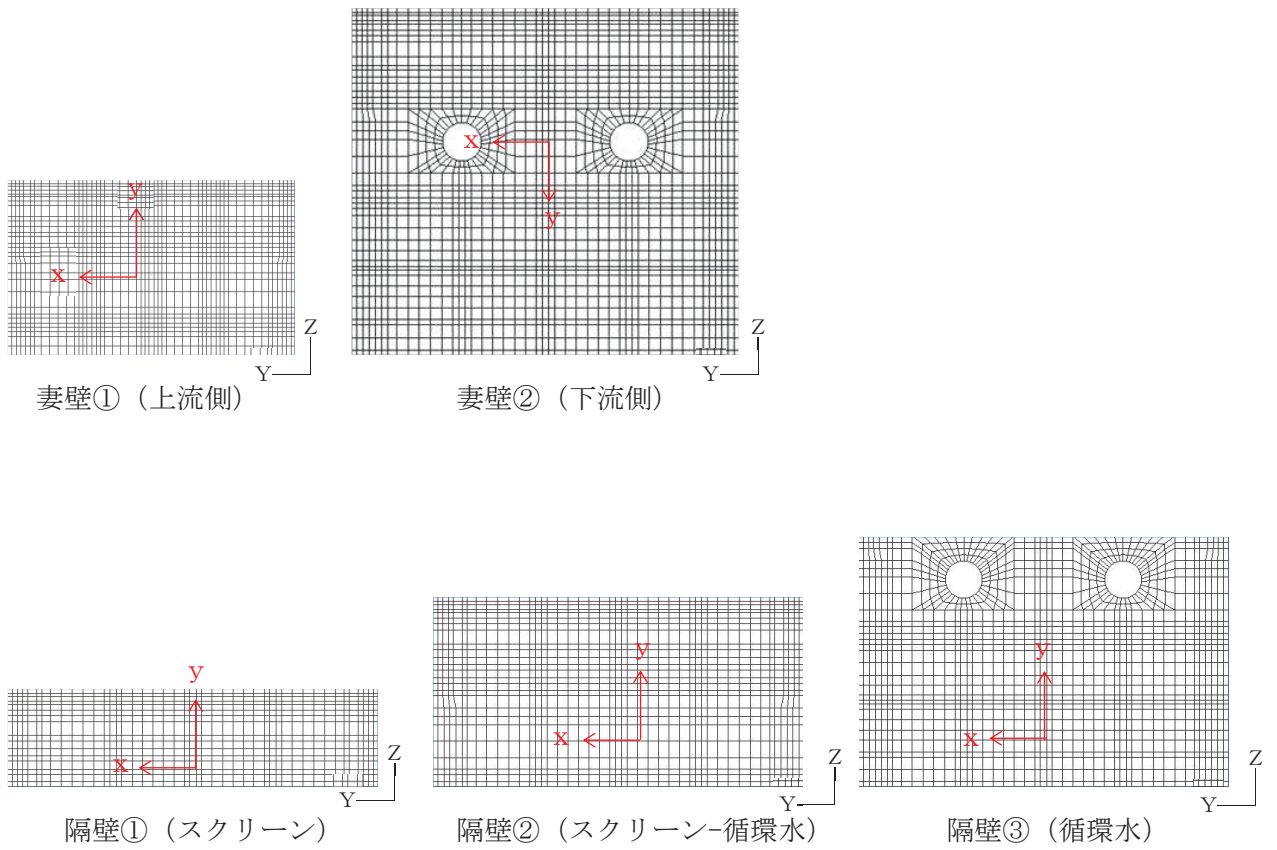 y
x
Z
Y
妻壁①（上流側）
x
y
Z
Y
妻壁②（下流側）
y
x
Z
Y
隔壁①（スクリーン）
y
x
Z
Y
隔壁②（スクリーン−循環水）
y
x
Z
Y
隔壁③（循環水）